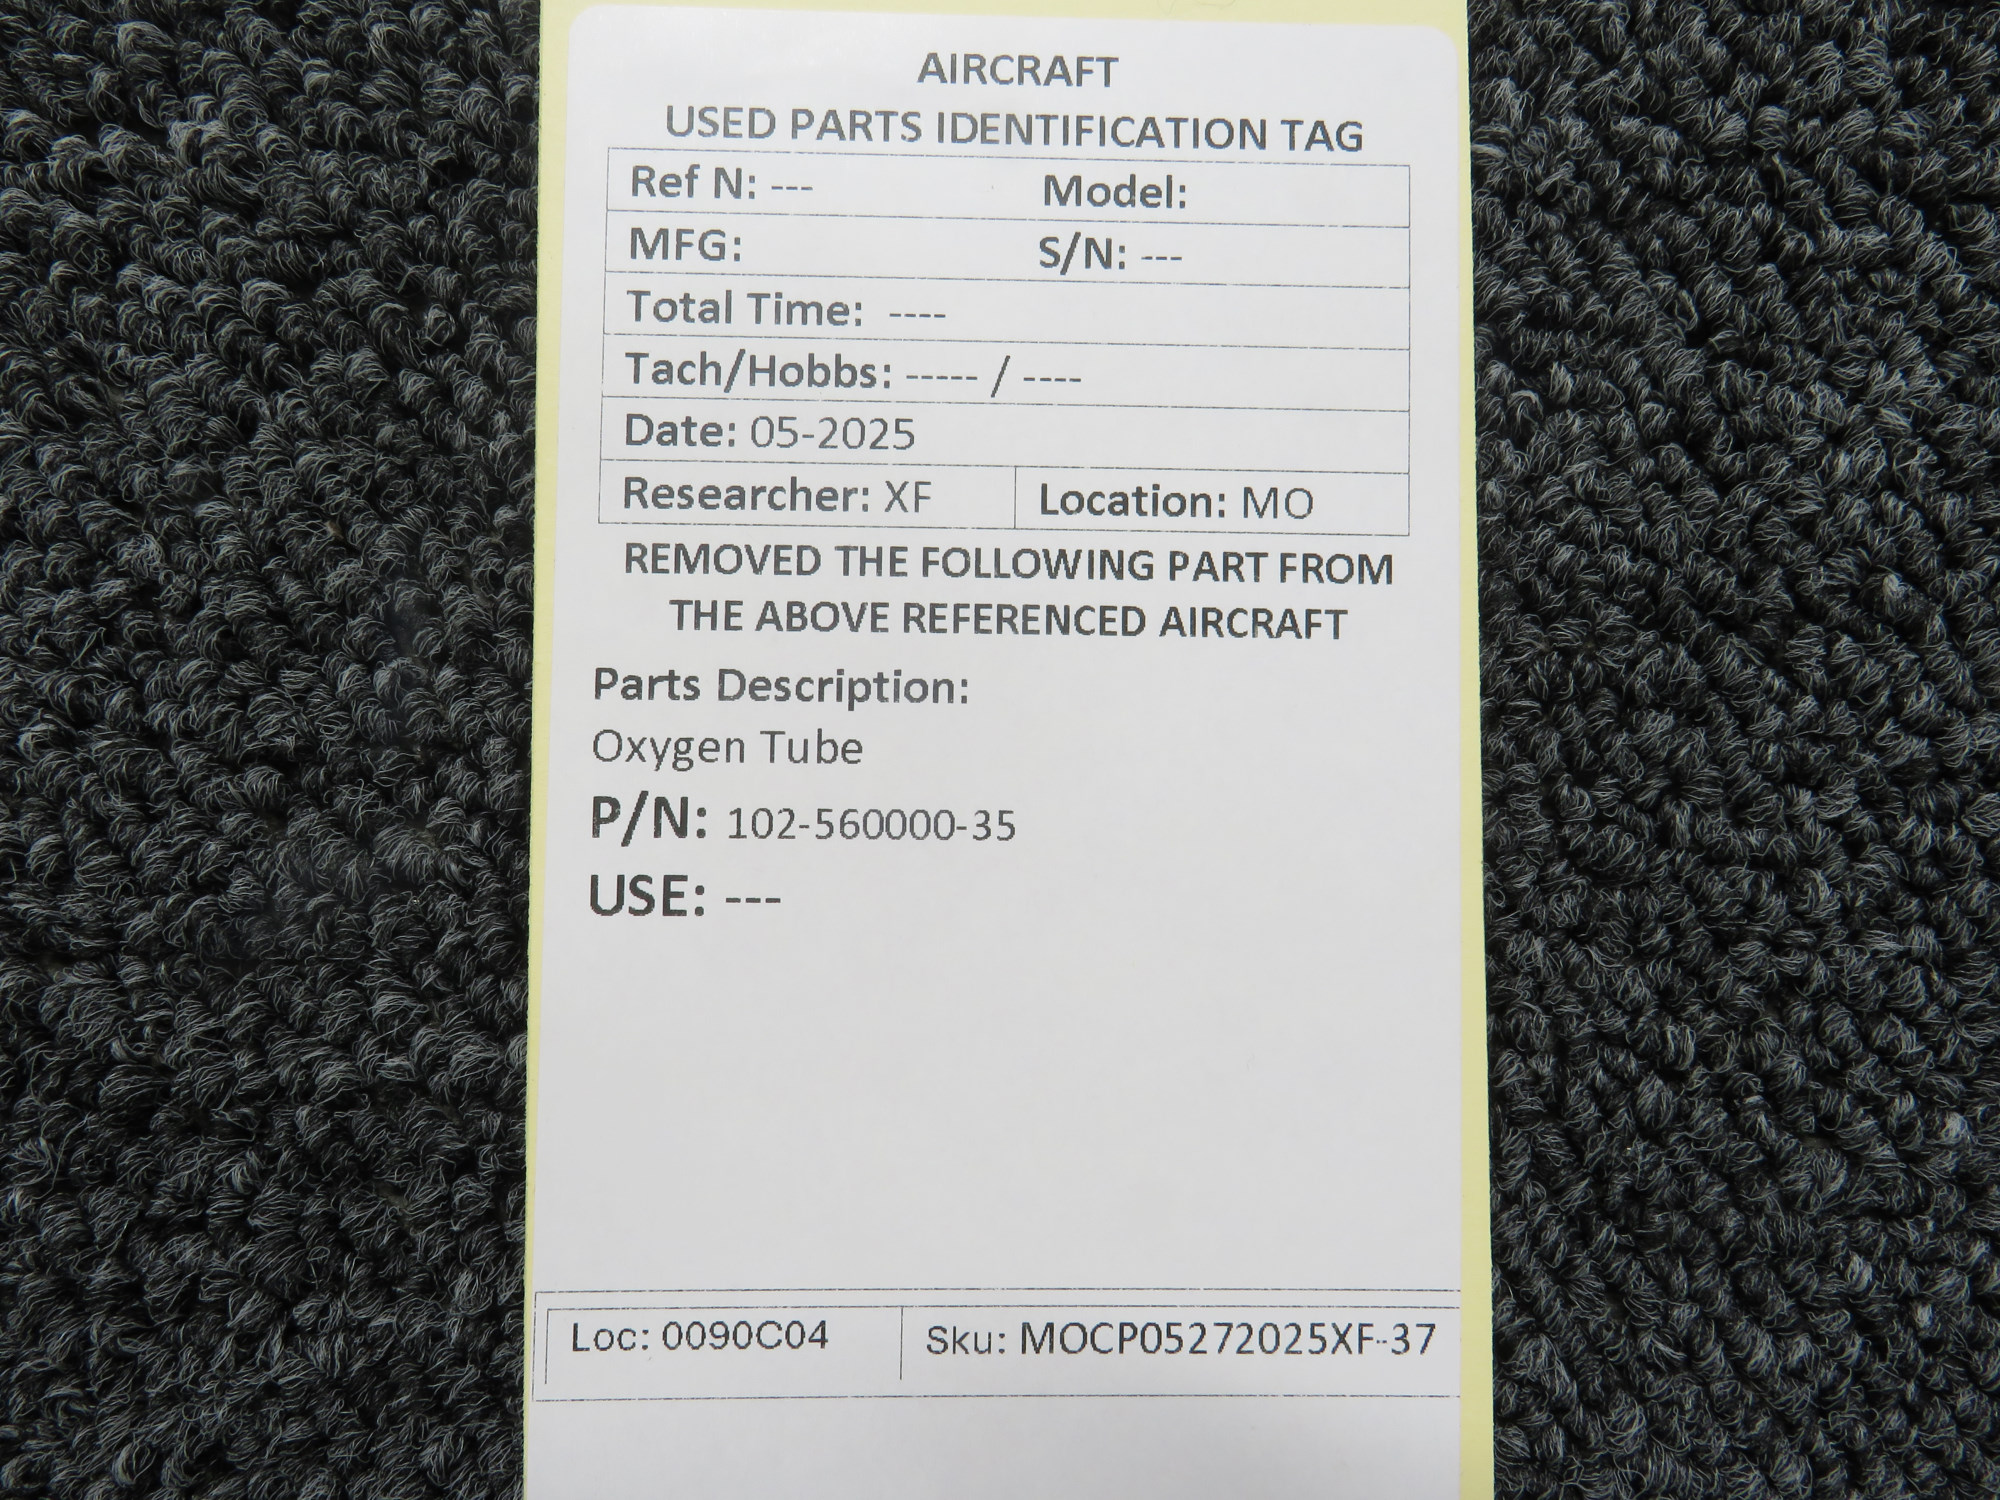 AIRCRAFT
USED PARTS IDENTIFICATION TAG
Ref N: --- Model:
MFG: S/N: ---
Total Time: ----
Tach/Hobbs: ----- / ----
Date: 05-2025
Researcher: XF Location: MO
REMOVED THE FOLLOWING PART FROM
THE ABOVE REFERENCED AIRCRAFT
Parts Description:
Oxygen Tube
P/N: 102-560000-35
USE: ---
Loc: 0090C04 Sku: MOCP05272025XF-37